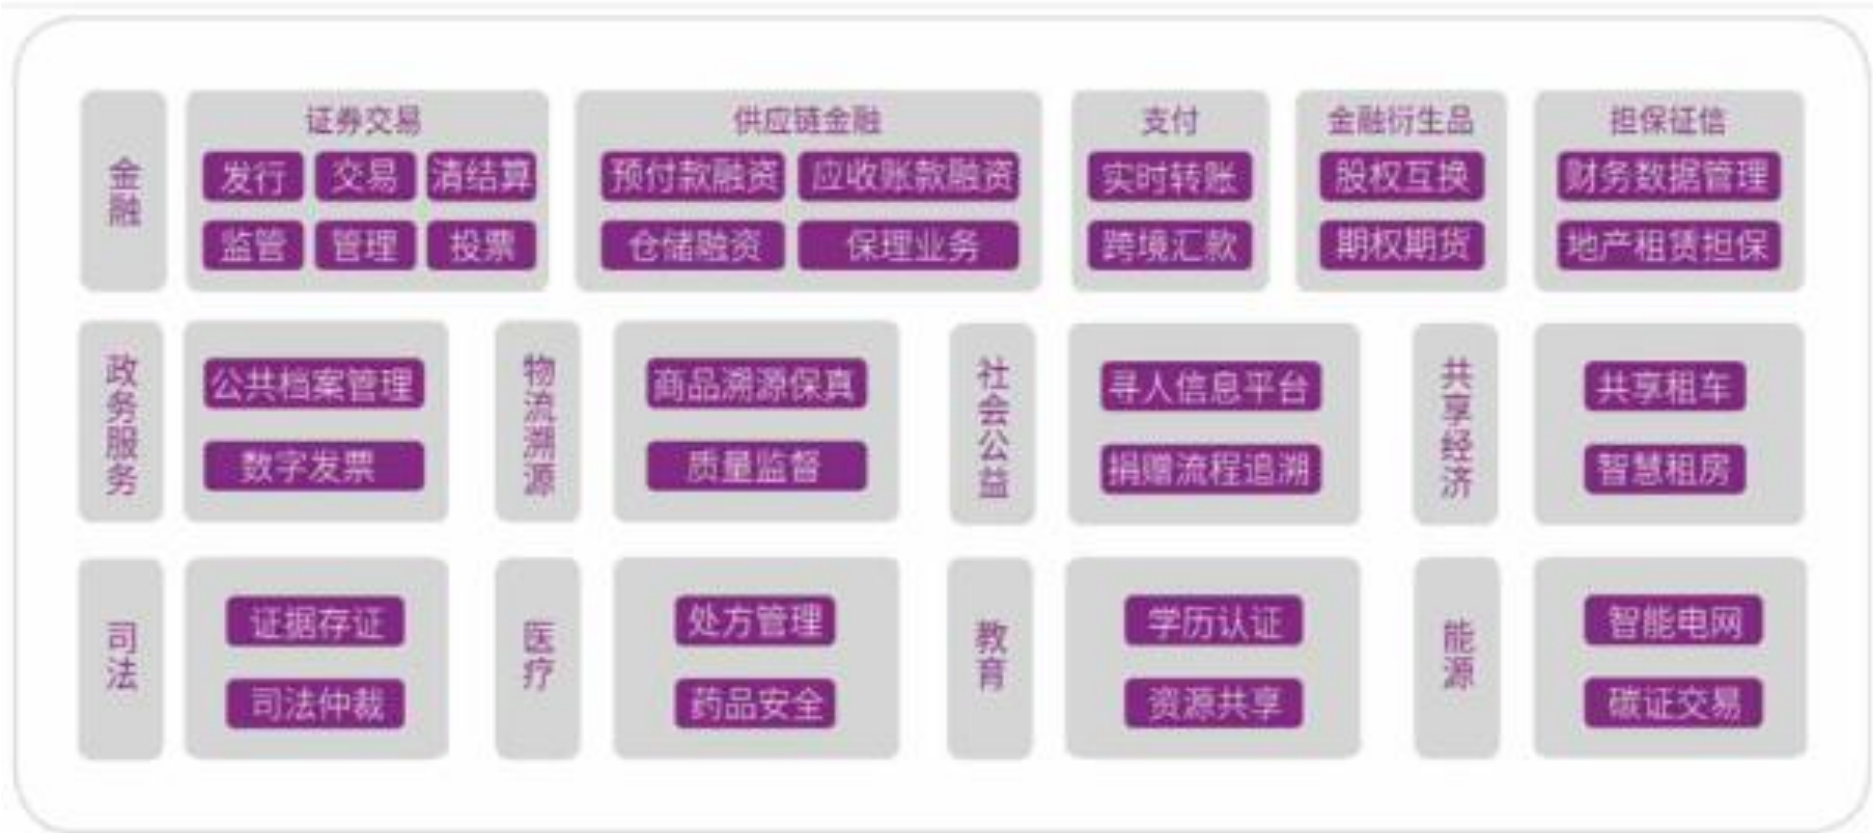 金融
证券交易
发行 交易 清结算
监管 管理 投票
供应链金融
预付款融资 应收账款融资
仓储融资 保理业务
支付
实时转账
跨境汇款
金融衍生品
股权互换
期权期货
担保征信
财务数据管理
地产租赁担保
政务服务
公共档案管理
数字发票
物流溯源
商品溯源保真
质量监督
社会公益
寻人信息平台
捐赠流程追溯
共享经济
共享租车
智慧租房
司法
证据存证
司法仲裁
医疗
处方管理
药品安全
教育
学历认证
资源共享
能源
智能电网
碳证交易